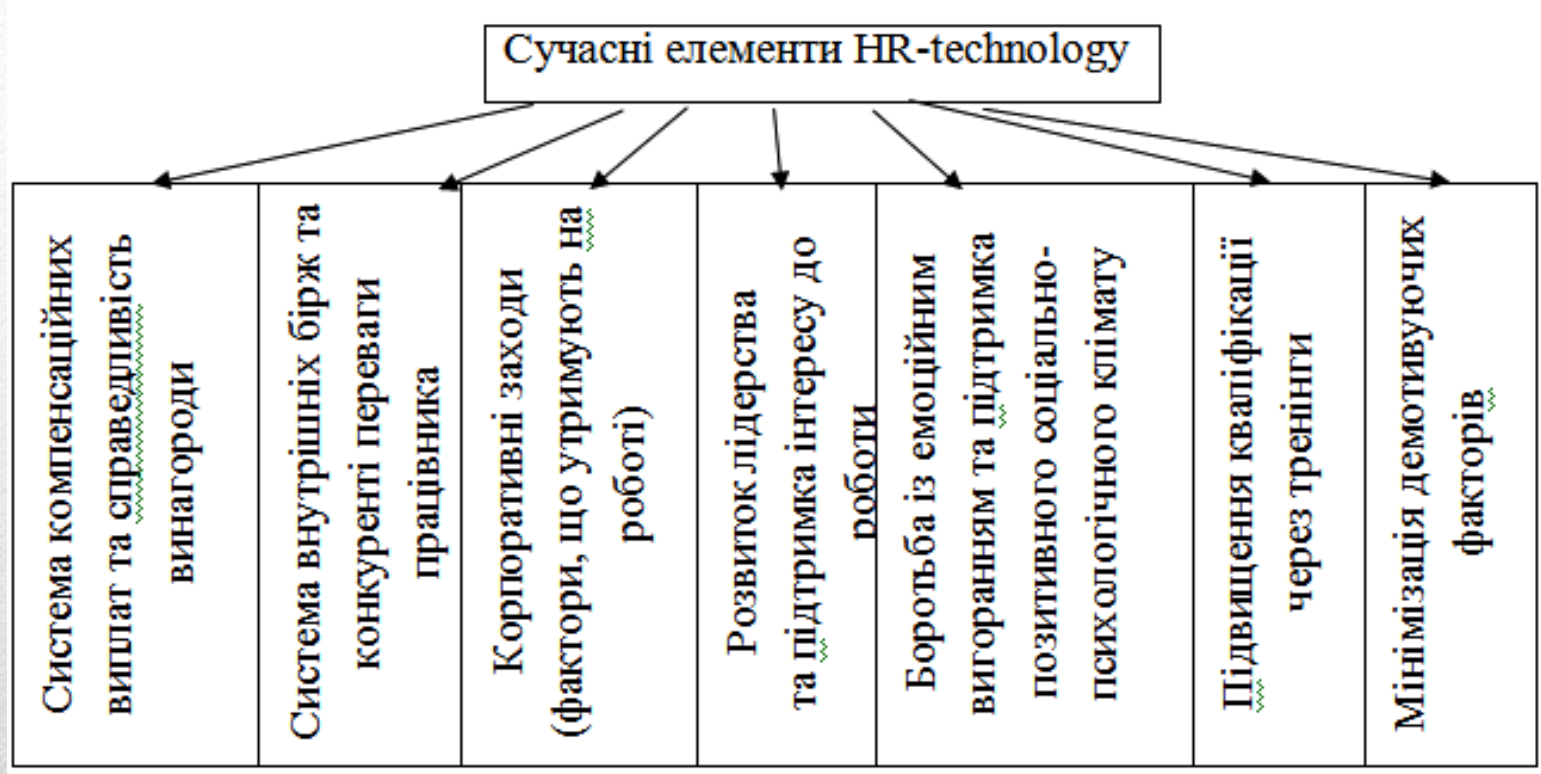 Сучасні елементи HR-technology
Система компенсаційних
виплат та справедливість
винагороди
Система внутрішніх бірж та
конкуренті переваги
працівника
Корпоративні заходи
(фактори, що утримують на
роботі)
Розвиток лідерства
та підтримка інтересу до
роботи
Боротьба із емоційним
вигоранням та підтримка
позитивного соціально-
психологічного клімату
Підвищення кваліфікації
через тренінги
Мінімізація демотивуючих
факторів